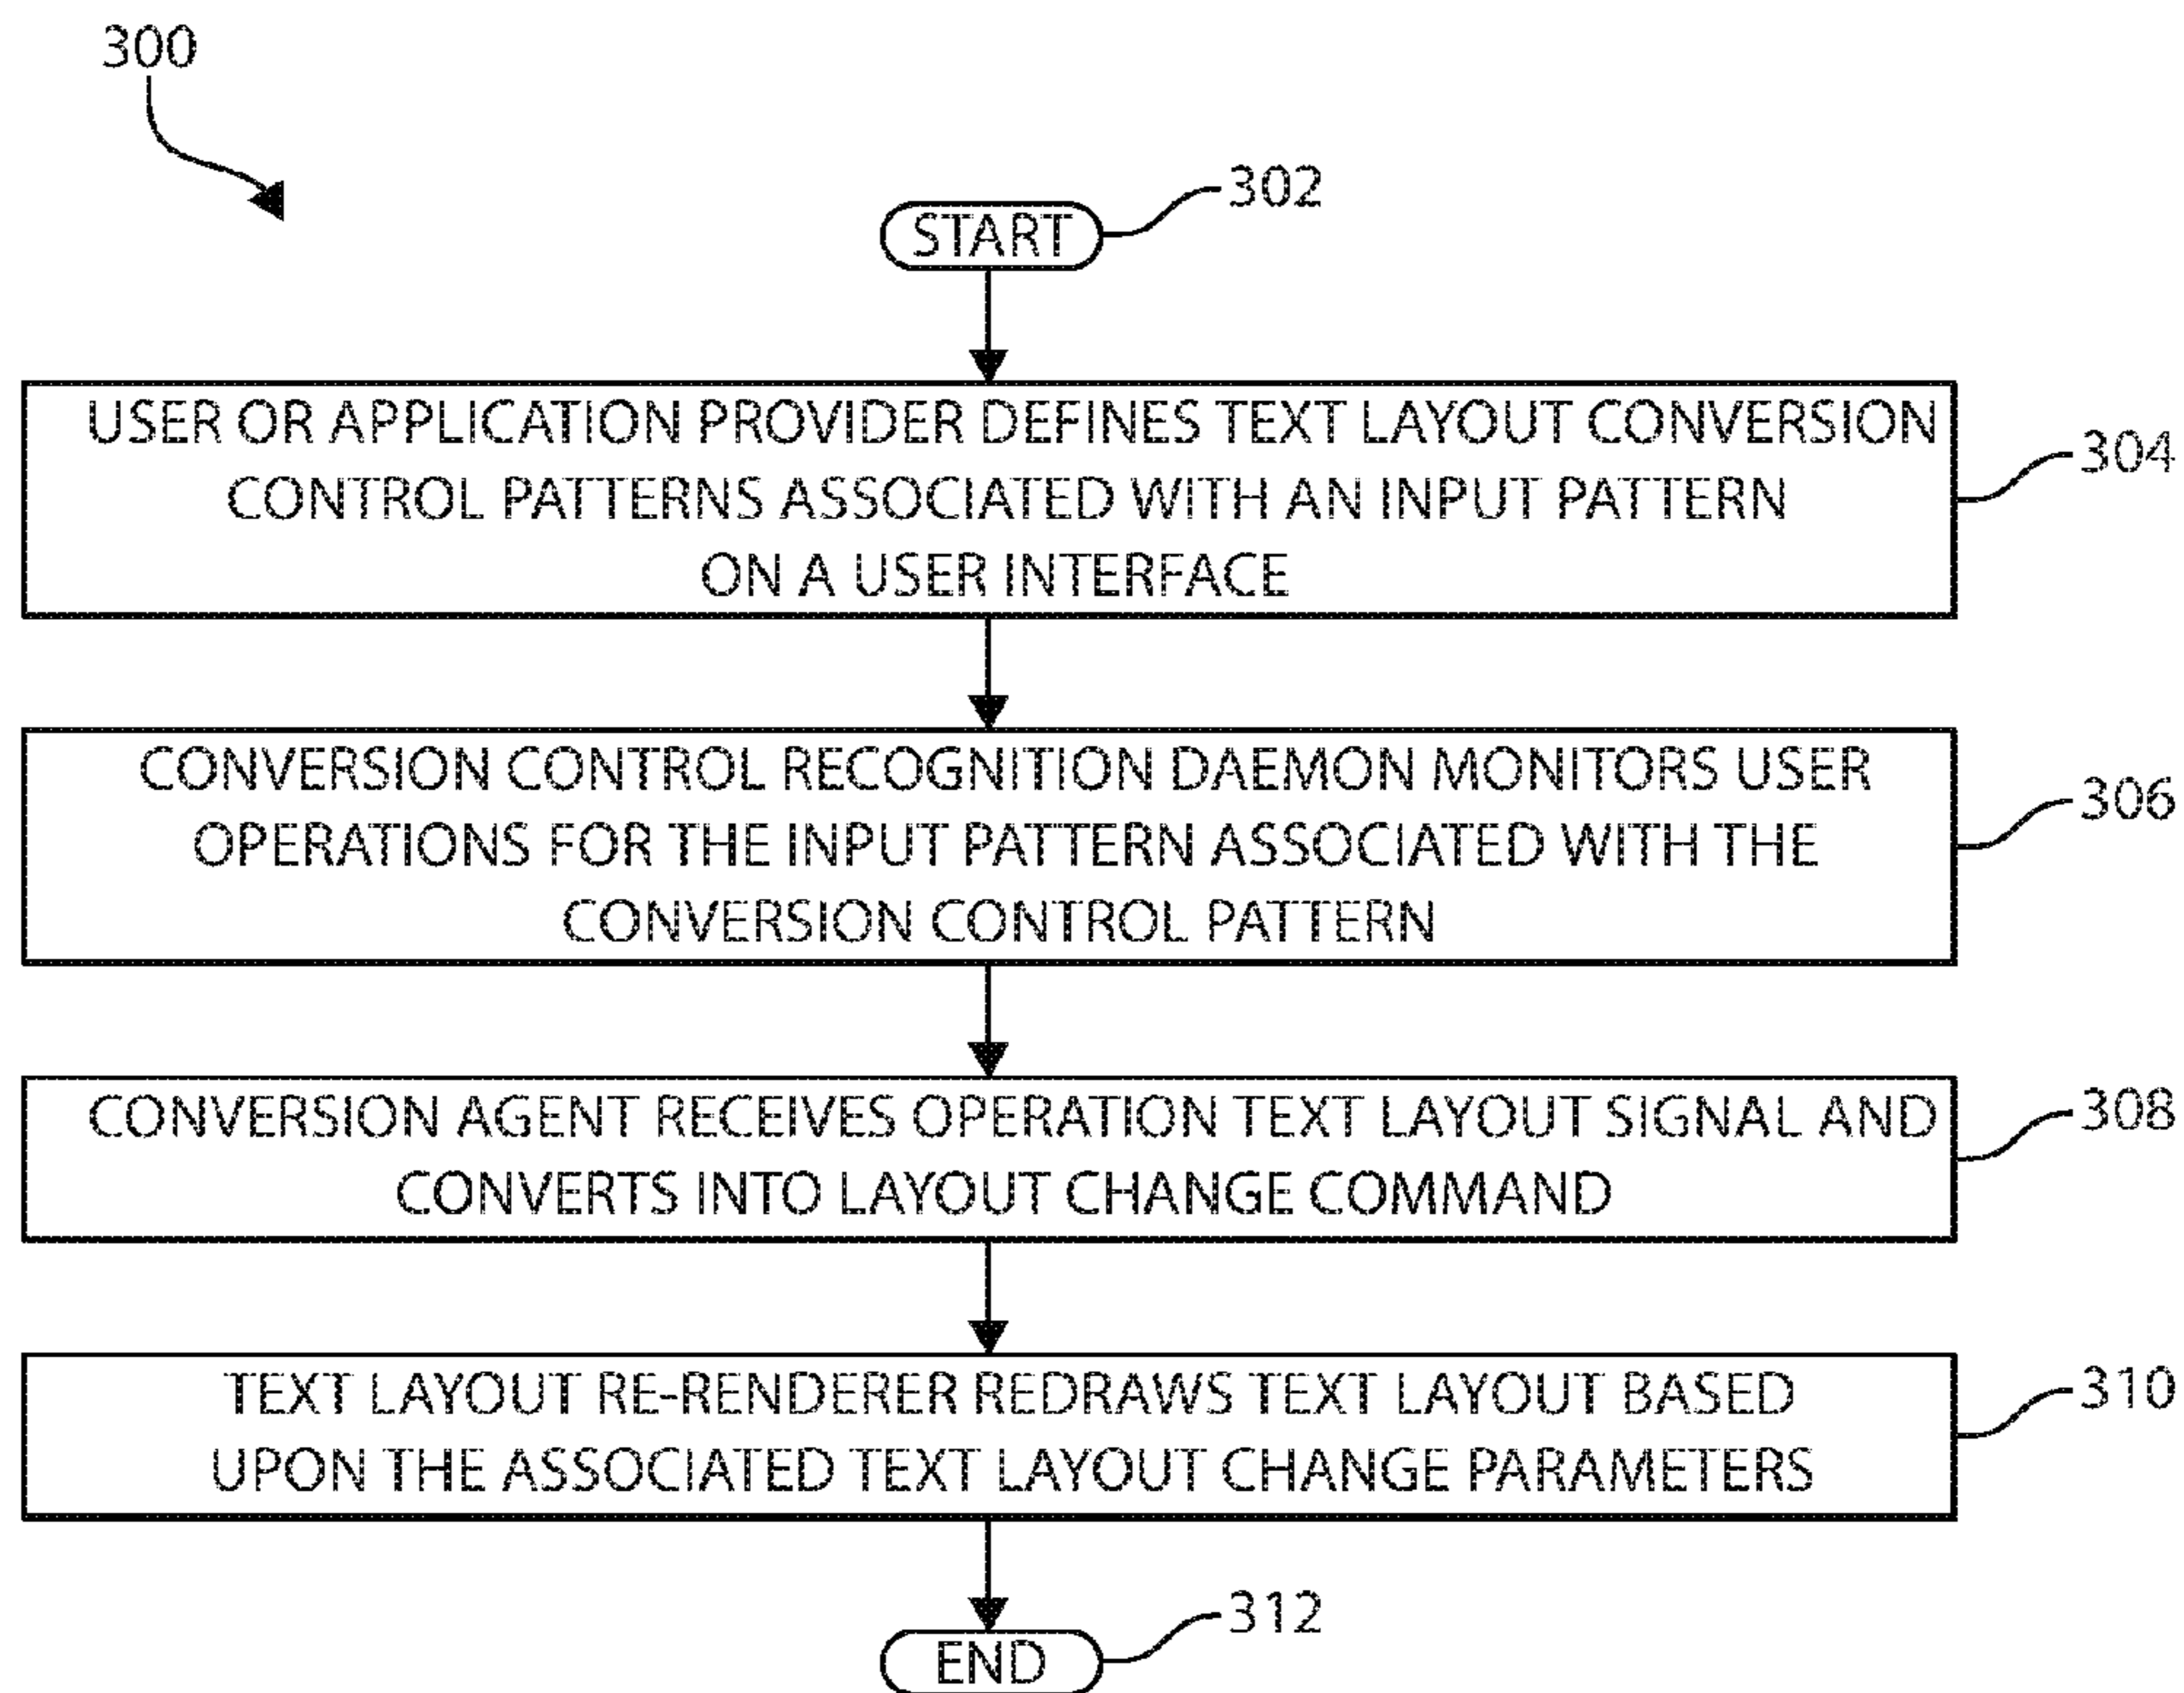 300
START
302
USER OR APPLICATION PROVIDER DEFINES TEXT LAYOUT CONVERSION
CONTROL PATTERNS ASSOCIATED WITH AN INPUT PATTERN
ON A USER INTERFACE
304
CONVERSION CONTROL RECOGNITION DAEMON MONITORS USER
OPERATIONS FOR THE INPUT PATTERN ASSOCIATED WITH THE
CONVERSION CONTROL PATTERN
306
CONVERSION AGENT RECEIVES OPERATION TEXT LAYOUT SIGNAL AND
CONVERTS INTO LAYOUT CHANGE COMMAND
308
TEXT LAYOUT RE-RENDERER REDRAWS TEXT LAYOUT BASED
UPON THE ASSOCIATED TEXT LAYOUT CHANGE PARAMETERS
310
END
312